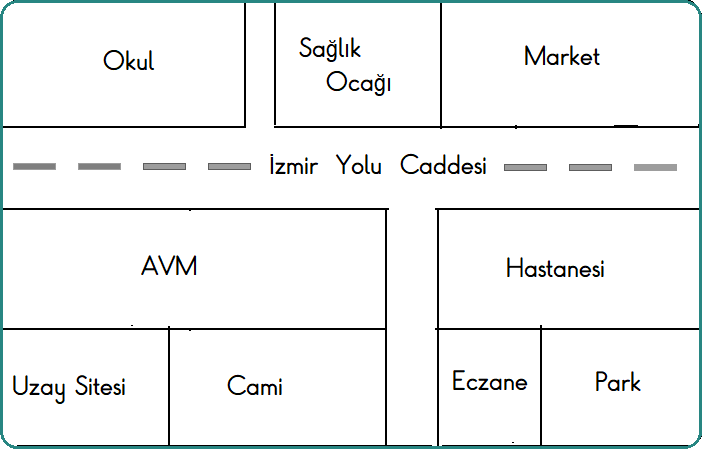 Okul
Sağlık
Ocağı
Market
İzmir Yolu Caddesi
AVM
Hastanesi
Uzay Sitesi
Cami
Eczane
Park